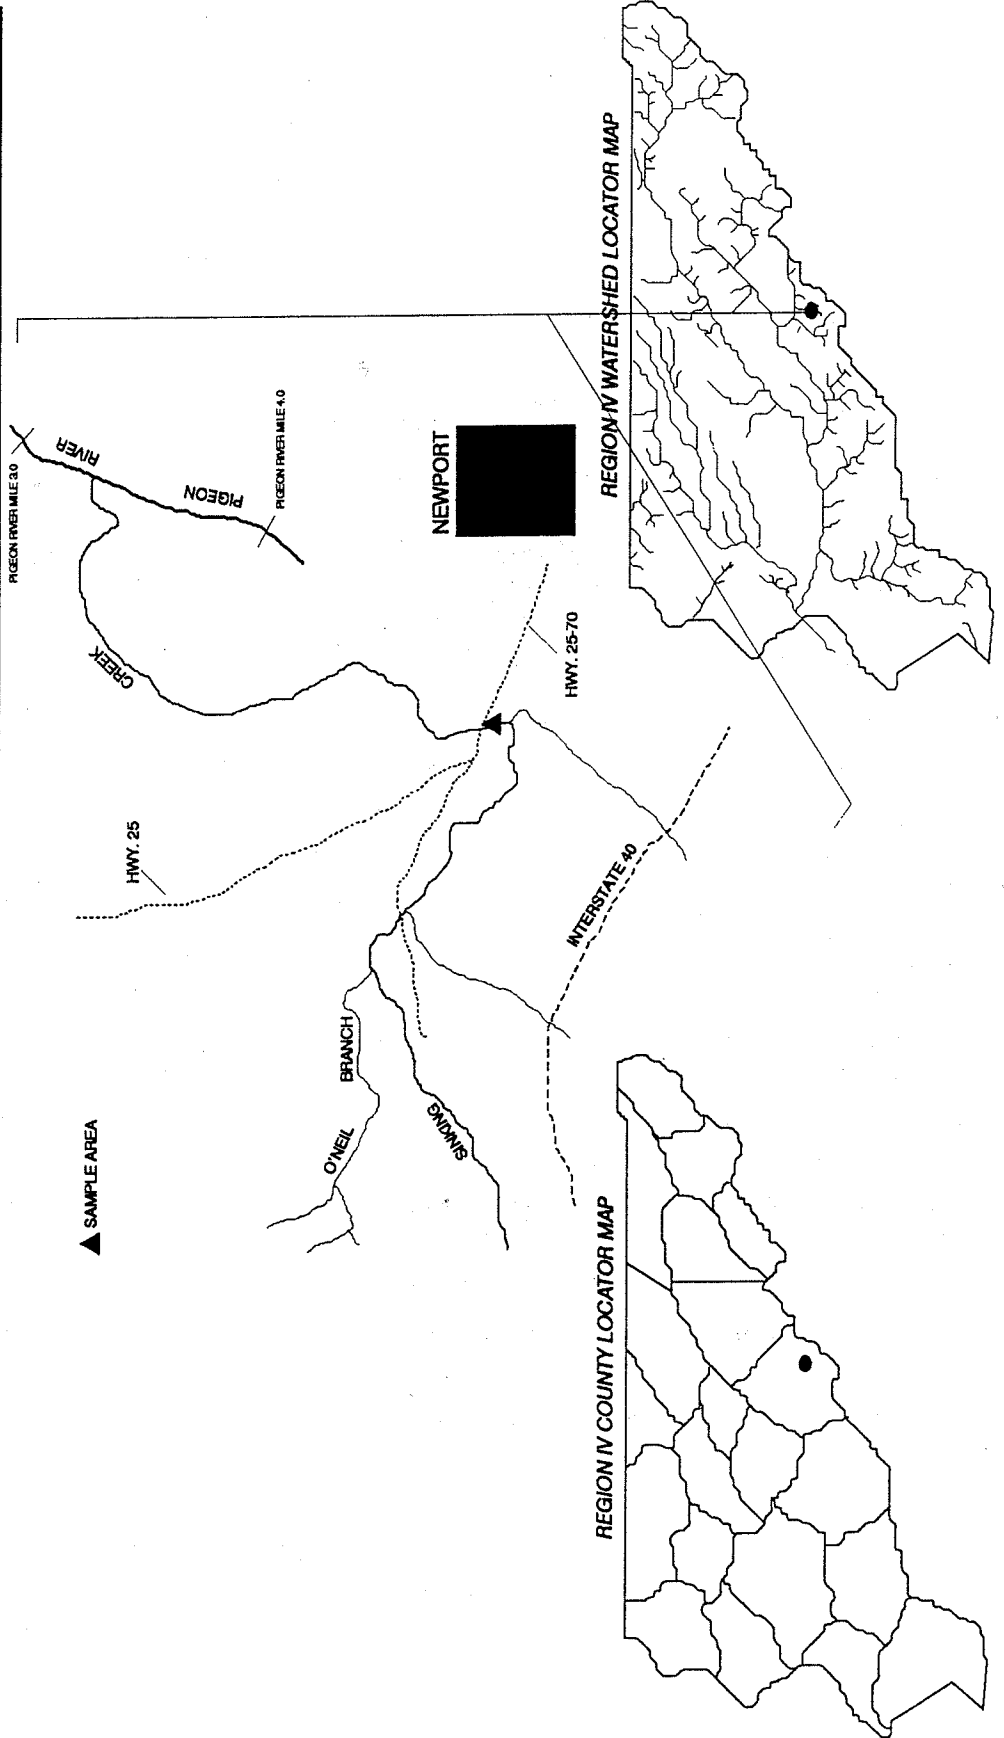 PIGEON RIVER MILE 3.0
RIVER
PIGEON
PIGEON RIVER MILE 4.0
CREEK
NEWPORT
HWY. 25-70
HWY. 25
INTERSTATE 40
BRANCH
O'NEIL
SINKING
SAMPLE AREA
REGION IV WATERSHED LOCATOR MAP
REGION IV COUNTY LOCATOR MAP